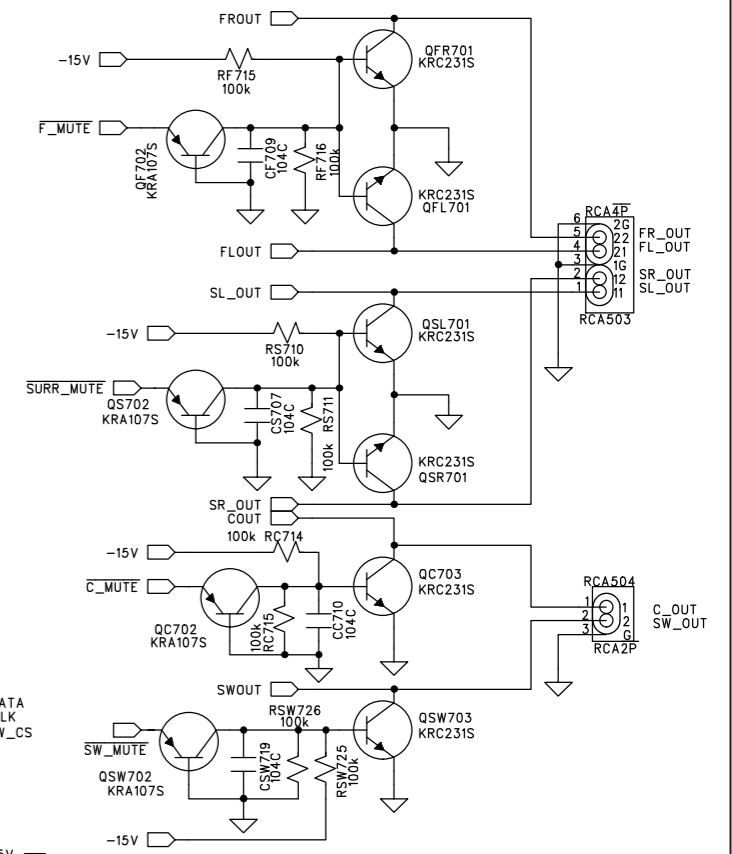 FROUT
QFR701
KRC231S
-15V
RF715
100k
F_MUTE
QF702
KRA107S
CF709
104C
RF716
100k
KRC231S
QFL701
FLOUT
RCA4P
6
5
4
3
2
1
2G
22
21
1G
12
11
FR_OUT
FL_OUT
SR_OUT
SL_OUT
RCA503
SL_OUT
QSL701
KRC231S
-15V
RS710
100k
SURR_MUTE
QS702
KRA107S
CS707
104C
RS711
100k
KRC231S
QSR701
SR_OUT
COUT
100k RC714
-15V
C_MUTE
QC703
KRC231S
QC702
KRA107S
100k
RC715
CC710
104C
RCA504
1
2
3
1
2
G
C_OUT
SW_OUT
RCA2P
SWOUT
ATA
LK
W_CS
RSW726
100k
QSW703
KRC231S
SW_MUTE
QSW702
KRA107S
CSW719
104C
RSW725
100k
-15V